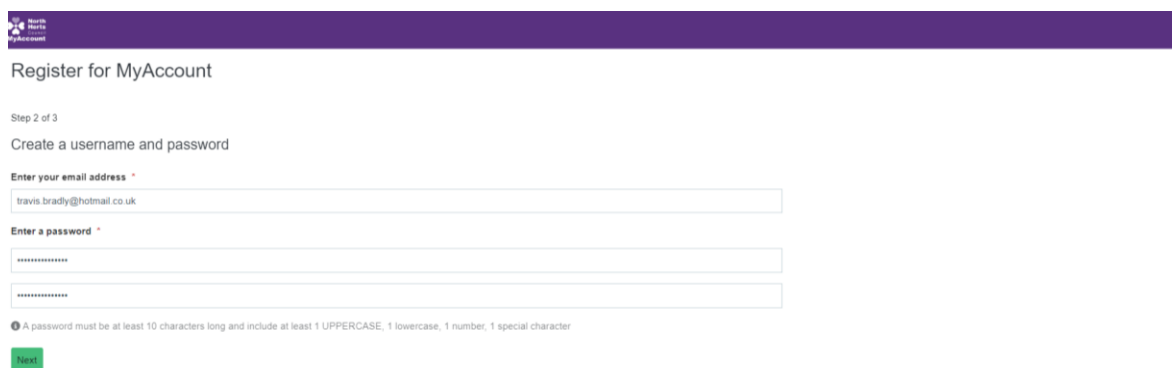 North
Herts
Council
MyAccount
Register for MyAccount
Step 2 of 3
Create a username and password
Enter your email address *
travis.bradly@hotmail.co.uk
Enter a password *
•••••••••••••••
•••••••••••••••
A password must be at least 10 characters long and include at least 1 UPPERCASE, 1 lowercase, 1 number, 1 special character
Next